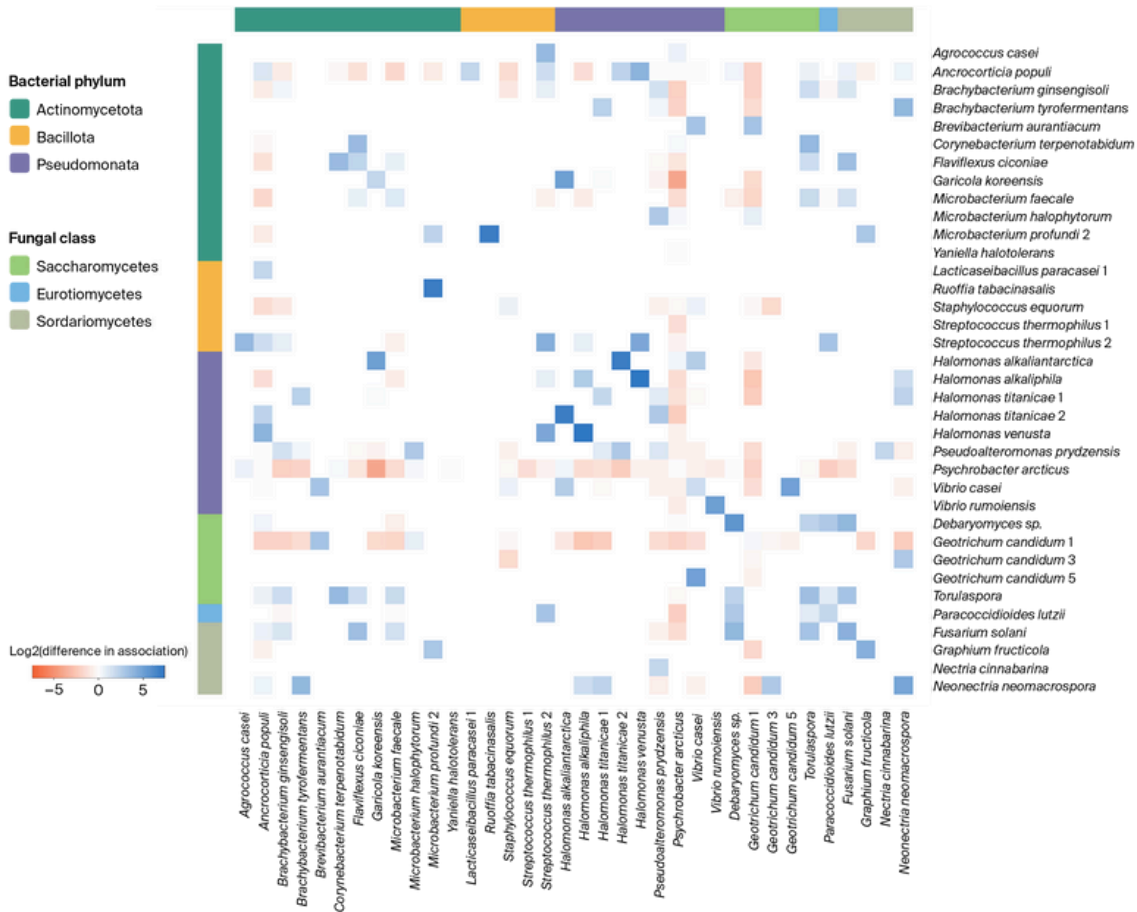 Bacterial phylum
Actinomycetota
Bacillota
Pseudomonata
Fungal class
Saccharomycetes
Eurotiomycetes
Sordariomycetes
Log2(difference in association)
−5 0 5
Agrococcus casei
Ancrocorticia populi
Brachybacterium ginsengisoli
Brachybacterium tyrofermentans
Brevibacterium aurantiacum
Corynebacterium terpenotabidum
Flaviflexus ciconiae
Garicola koreensis
Microbacterium faecale
Microbacterium halophytorum
Microbacterium profundi 2
Yaniella halotolerans
Lacticaseibacillus paracasei 1
Ruoffia tabacinasalis
Staphylococcus equorum
Streptococcus thermophilus 1
Streptococcus thermophilus 2
Halomonas alkaliantarctica
Halomonas alkaliphila
Halomonas titanicae 1
Halomonas titanicae 2
Halomonas venusta
Pseudoalteromonas prydzensis
Psychrobacter arcticus
Vibrio casei
Vibrio rumoiensis
Debaryomyces sp.
Geotrichum candidum 1
Geotrichum candidum 3
Geotrichum candidum 5
Torulaspora
Paracoccidioides lutzii
Fusarium solani
Graphium fructicola
Nectria cinnabarina
Neonectria neomacrospora
Agrococcus casei
Ancrocorticia populi
Brachybacterium ginsengisoli
Brachybacterium tyrofermentans
Brevibacterium aurantiacum
Corynebacterium terpenotabidum
Flaviflexus ciconiae
Garicola koreensis
Microbacterium faecale
Microbacterium halophytorum
Microbacterium profundi 2
Yaniella halotolerans
Lacticaseibacillus paracasei 1
Ruoffia tabacinasalis
Staphylococcus equorum
Streptococcus thermophilus 1
Streptococcus thermophilus 2
Halomonas alkaliantarctica
Halomonas alkaliphila
Halomonas titanicae 1
Halomonas titanicae 2
Halomonas venusta
Pseudoalteromonas prydzensis
Psychrobacter arcticus
Vibrio casei
Vibrio rumoiensis
Debaryomyces sp.
Geotrichum candidum 1
Geotrichum candidum 3
Geotrichum candidum 5
Torulaspora
Paracoccidioides lutzii
Fusarium solani
Graphium fructicola
Nectria cinnabarina
Neonectria neomacrospora